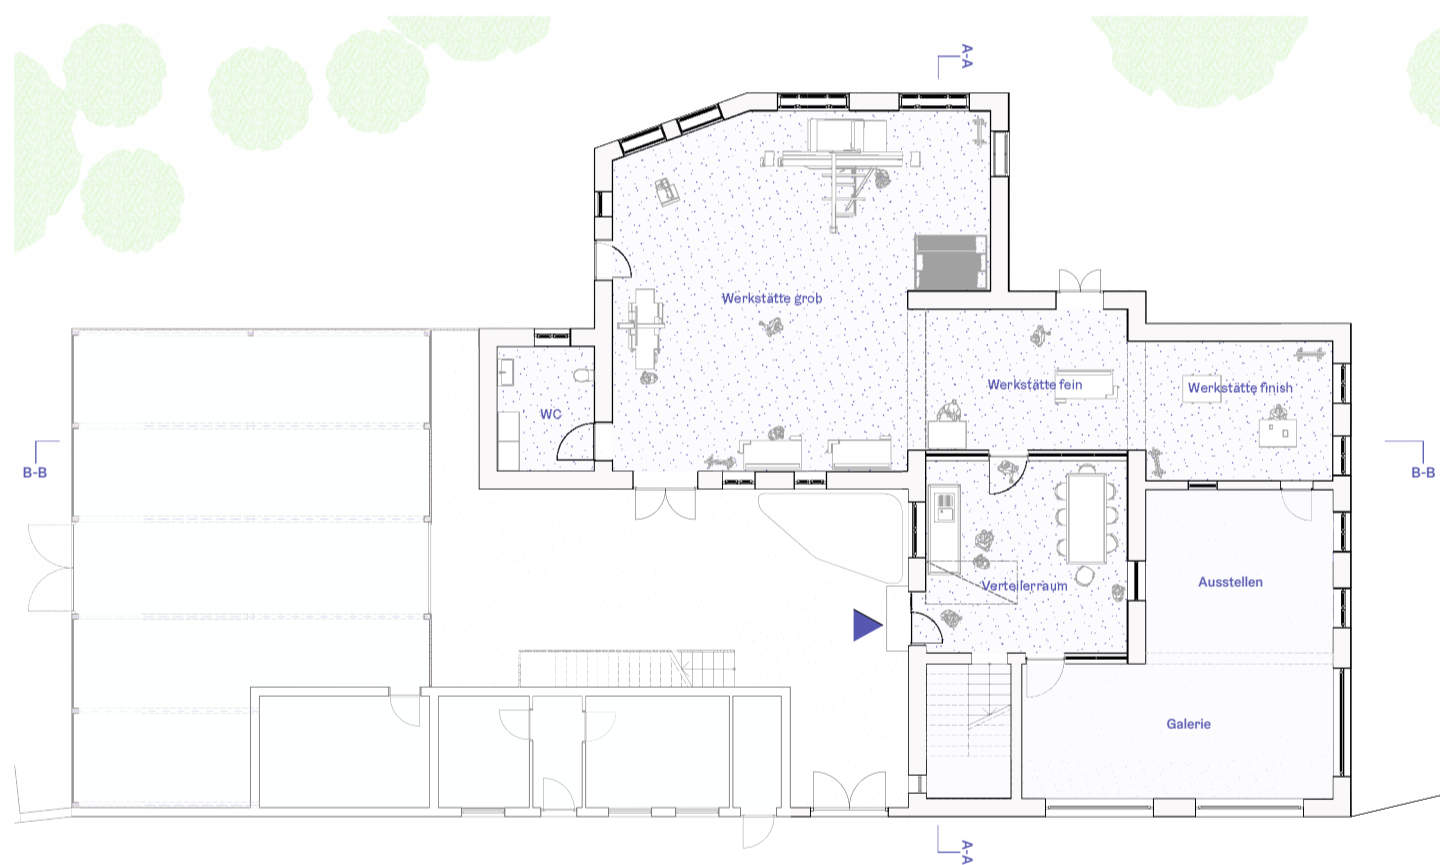 A-A
Werkstätte grob
Werkstätte fein
Werkstätte finish
WC
B-B
B-B
Ausstellen
Verteilerraum
Galerie
A-A